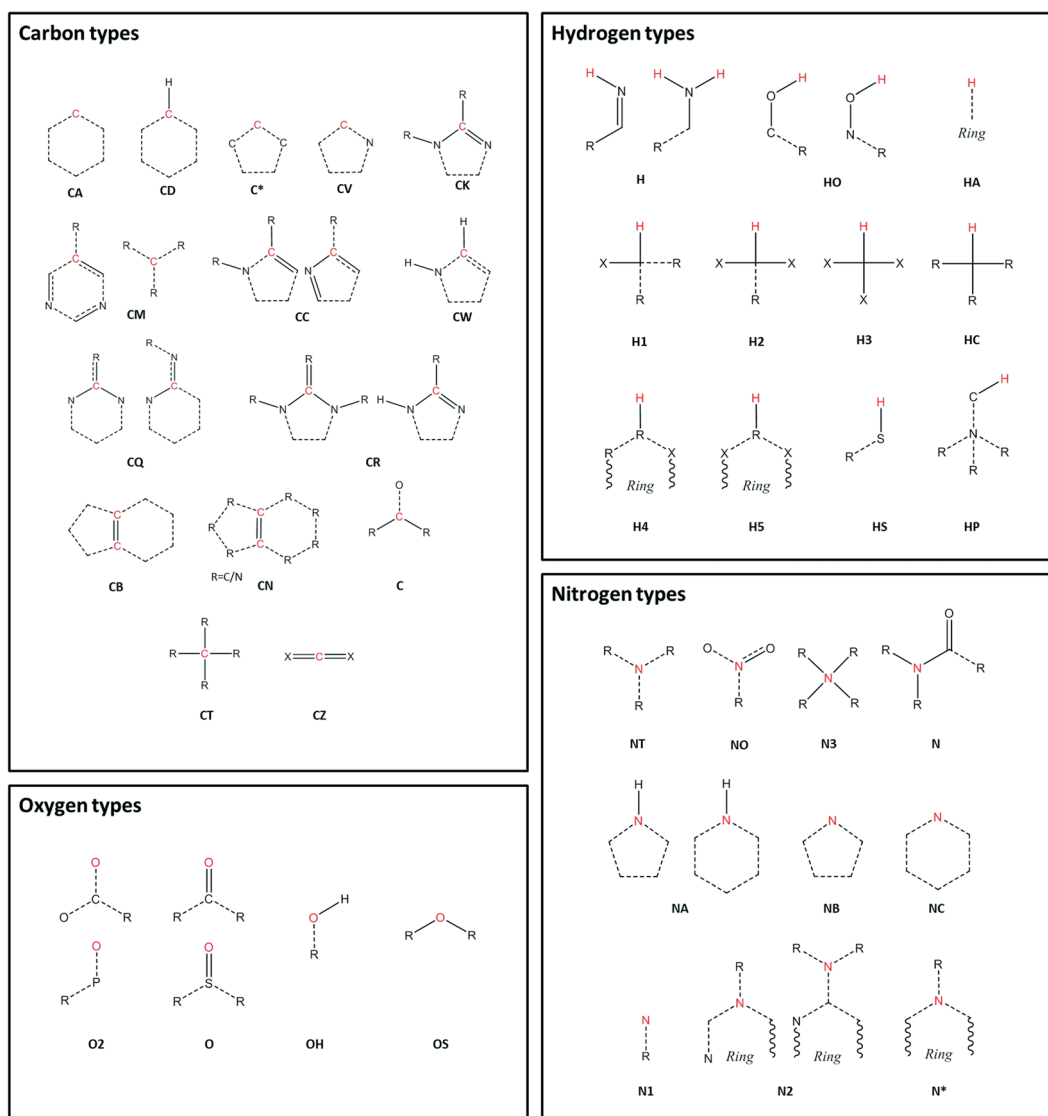 Carbon types
H
C C C C R
R N N
C C N
CA CD C* CV CK
R R R R R H
C C R C C H C
N N R N N N
CM CC CW
R R R R
N
C C R C R H C
N N N N N N N
CQ CR
O
C C
C C R R
R R
R R
R R
R R
R=C/N
CB CN C
R
R C R X C X
R
CT CZ
Oxygen types
O O
C C O H O
O R R R R R R
O O
P S
R R R
O2 O OH OS
Hydrogen types
H H H H H H
N N O O
C N Ring
R R R R
H HO HA
H H H H
X R X X X X R R
R R X R
H1 H2 H3 HC
H H H C H
R R S N
R X X X R R R
R
Ring Ring
H4 H5 HS HP
Nitrogen types
O
R R O O R R R
N N N N R
R R R R R
NT NO N3 N
H H
N N N N
NA NB NC
R R
R N R
N N N
R N N
Ring Ring Ring
N1 N2 N*